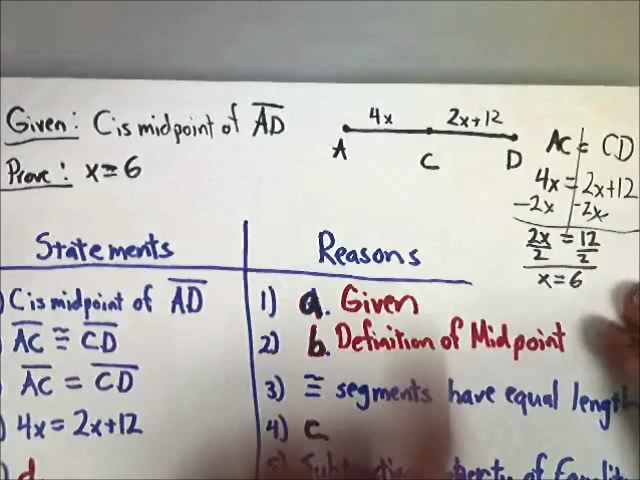 Given: C is midpoint of AD
Prove: x = 6
4x 2x+12
A C D
AC = CD
4x = 2x+12
-2x -2x
2x/2 = 12/2
x = 6
Statements Reasons
C is midpoint of AD 1) a. Given
AC ≅ CD 2) b. Definition of Midpoint
AC = CD 3) ≅ segments have equal length
4x = 2x+12 4) c
d of